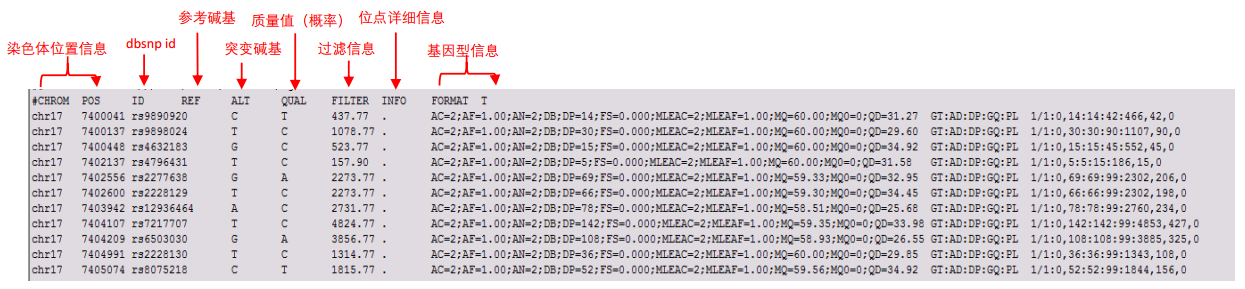 参考碱基 质量值（概率） 位点详细信息
染色体位置信息 dbsnp id 突变碱基 过滤信息 基因型信息
#CHROM POS ID REF ALT QUAL FILTER INFO FORMAT T
chr17 7400041 rs9890920 C T 437.77 . AC=2;AF=1.00;AN=2;DB;DP=14;FS=0.000;MLEAC=2;MLEAF=1.00;MQ=60.00;MQ0=0;QD=31.27 GT:AD:DP:GQ:PL 1/1:0,14:14:42:466,42,0
chr17 7400137 rs9898024 T C 1078.77 . AC=2;AF=1.00;AN=2;DB;DP=30;FS=0.000;MLEAC=2;MLEAF=1.00;MQ=60.00;MQ0=0;QD=29.60 GT:AD:DP:GQ:PL 1/1:0,30:30:90:1107,90,0
chr17 7400448 rs4632183 G C 523.77 . AC=2;AF=1.00;AN=2;DB;DP=15;FS=0.000;MLEAC=2;MLEAF=1.00;MQ=60.00;MQ0=0;QD=34.92 GT:AD:DP:GQ:PL 1/1:0,15:15:45:552,45,0
chr17 7402137 rs4796431 T C 157.90 . AC=2;AF=1.00;AN=2;DB;DP=5;FS=0.000;MLEAC=2;MLEAF=1.00;MQ=60.00;MQ0=0;QD=31.58 GT:AD:DP:GQ:PL 1/1:0,5:5:15:186,15,0
chr17 7402556 rs2277638 G A 2273.77 . AC=2;AF=1.00;AN=2;DB;DP=69;FS=0.000;MLEAC=2;MLEAF=1.00;MQ=59.33;MQ0=0;QD=32.95 GT:AD:DP:GQ:PL 1/1:0,69:69:99:2302,206,0
chr17 7402600 rs2228129 T C 2273.77 . AC=2;AF=1.00;AN=2;DB;DP=66;FS=0.000;MLEAC=2;MLEAF=1.00;MQ=59.30;MQ0=0;QD=34.45 GT:AD:DP:GQ:PL 1/1:0,66:66:99:2302,198,0
chr17 7403942 rs12936464 A C 2731.77 . AC=2;AF=1.00;AN=2;DB;DP=78;FS=0.000;MLEAC=2;MLEAF=1.00;MQ=58.51;MQ0=0;QD=25.68 GT:AD:DP:GQ:PL 1/1:0,78:78:99:2760,234,0
chr17 7404107 rs7217707 T C 4824.77 . AC=2;AF=1.00;AN=2;DB;DP=142;FS=0.000;MLEAC=2;MLEAF=1.00;MQ=59.35;MQ0=0;QD=33.98 GT:AD:DP:GQ:PL 1/1:0,142:142:99:4853,427,0
chr17 7404209 rs6503030 G A 3856.77 . AC=2;AF=1.00;AN=2;DB;DP=108;FS=0.000;MLEAC=2;MLEAF=1.00;MQ=58.93;MQ0=0;QD=26.55 GT:AD:DP:GQ:PL 1/1:0,108:108:99:3885,325,0
chr17 7404991 rs2228130 T C 1314.77 . AC=2;AF=1.00;AN=2;DB;DP=36;FS=0.000;MLEAC=2;MLEAF=1.00;MQ=60.00;MQ0=0;QD=29.85 GT:AD:DP:GQ:PL 1/1:0,36:36:99:1343,108,0
chr17 7405074 rs8075218 C T 1815.77 . AC=2;AF=1.00;AN=2;DB;DP=52;FS=0.000;MLEAC=2;MLEAF=1.00;MQ=59.56;MQ0=0;QD=34.92 GT:AD:DP:GQ:PL 1/1:0,52:52:99:1844,156,0